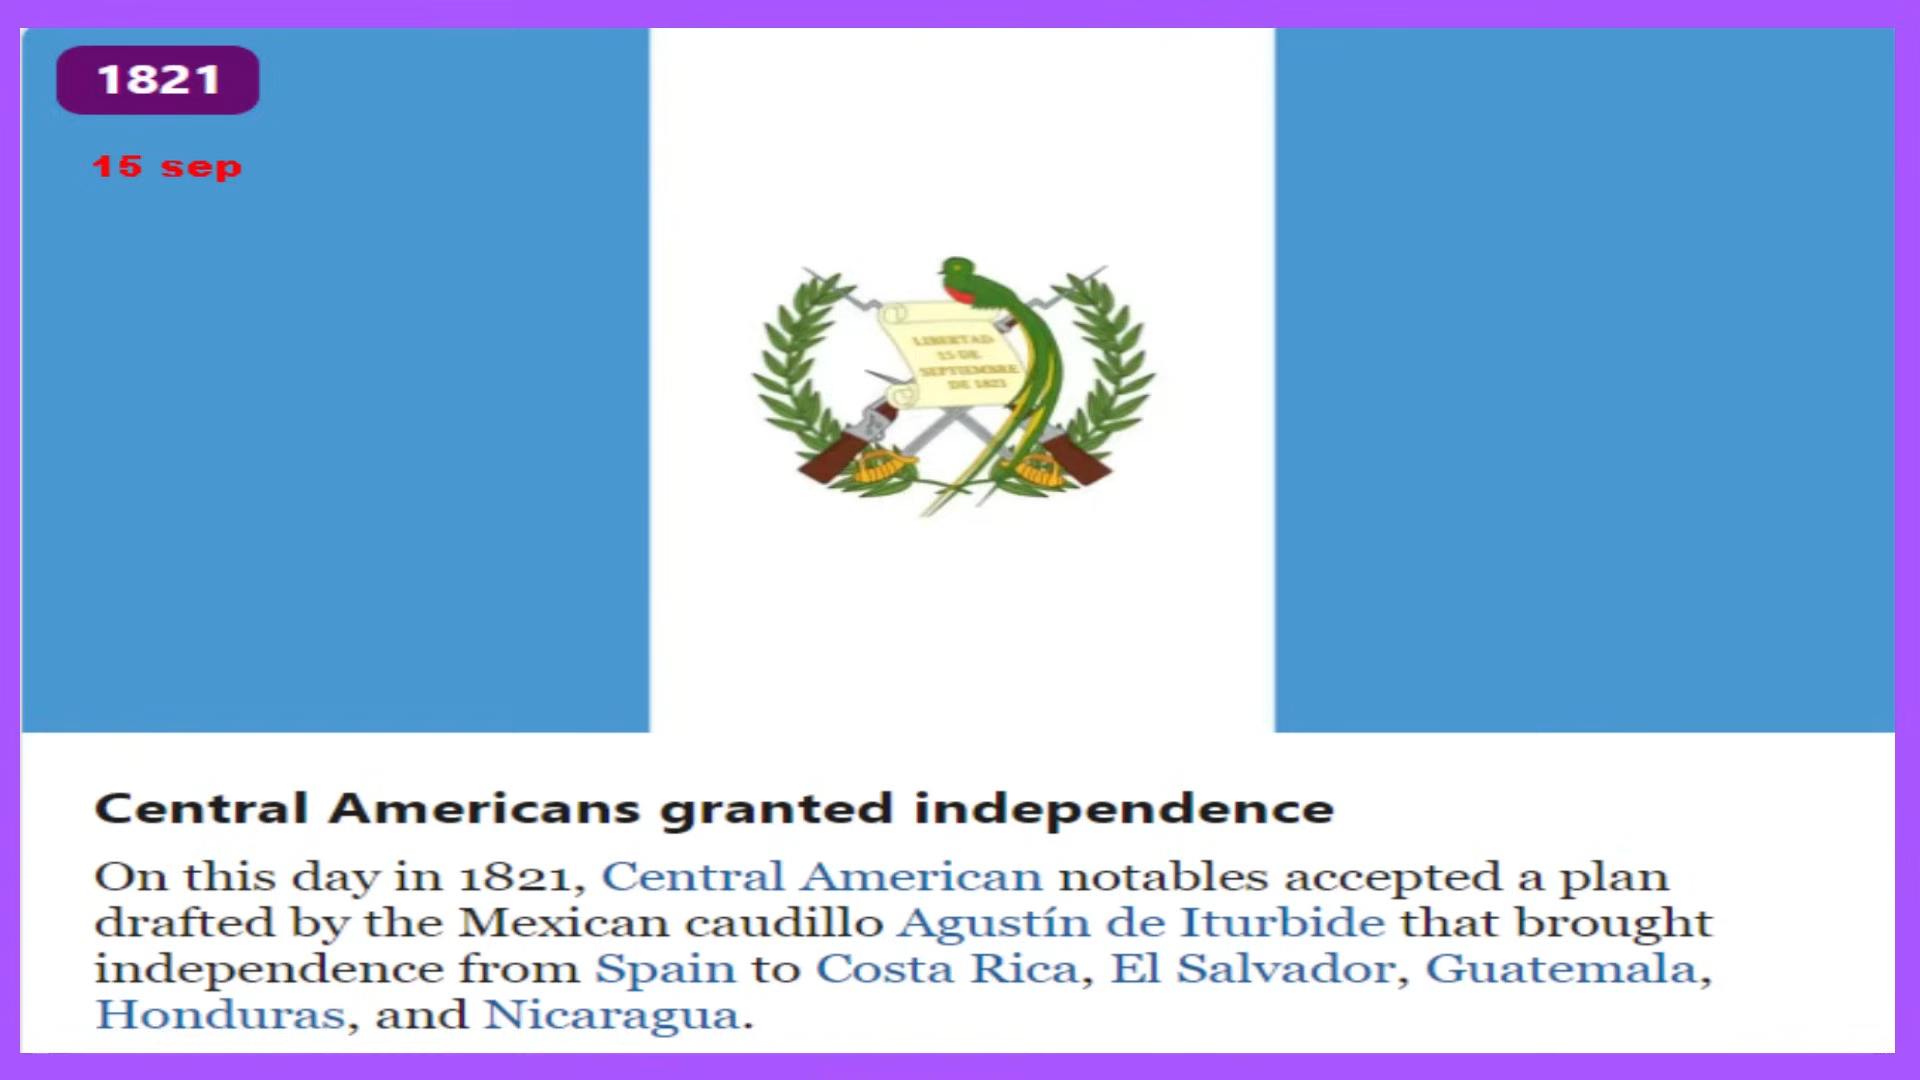 1821
15 sep
LIBERTAD
15 DE
SEPTIEMBRE
DE 1821
Central Americans granted independence
On this day in 1821, Central American notables accepted a plan
drafted by the Mexican caudillo Agustín de Iturbide that brought
independence from Spain to Costa Rica, El Salvador, Guatemala,
Honduras, and Nicaragua.